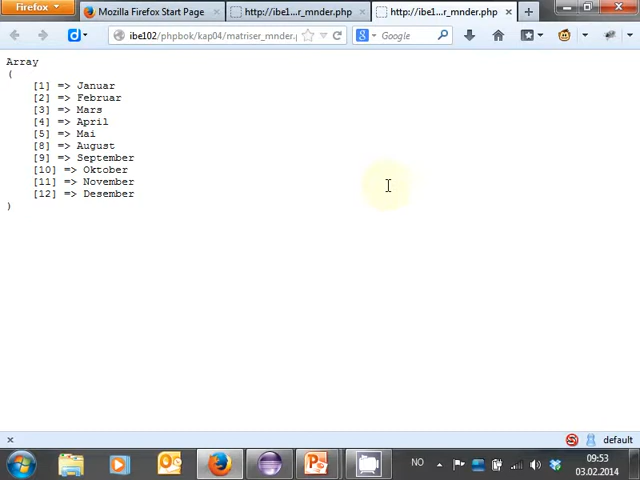 Firefox
Mozilla Firefox Start Page
http://ibe1...r_mnder.php
http://ibe1...r_mnder.php
ibe102/phpbok/kap04/matriser_mnder.p
Google
Array
(
[1] => Januar
[2] => Februar
[3] => Mars
[4] => April
[5] => Mai
[8] => August
[9] => September
[10] => Oktober
[11] => November
[12] => Desember
)
default
NO
09:53
03.02.2014